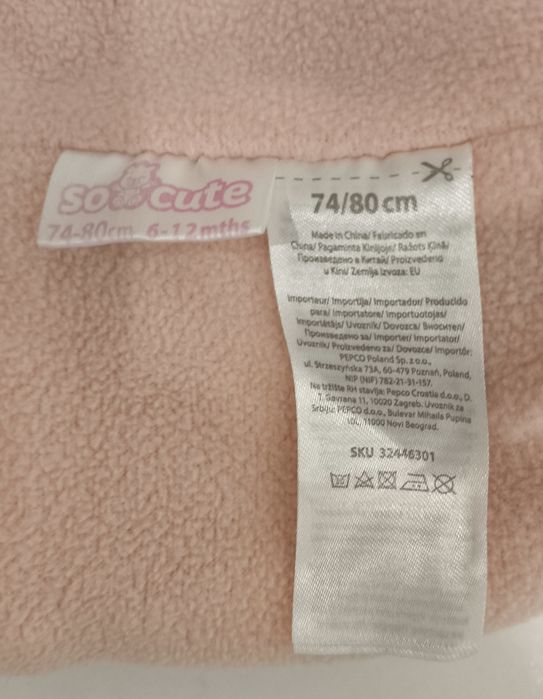 so cute
74-80cm 6-12mths
74/80 cm
Made in China/ Fabricado en
China/ Pagaminta Kinijoje/ Ražots Ķīnā/
Произведено в Китай/ Proizvedeno
u Kini/ Zemlja izvoza: EU
Importeur/ Importija/ Importador/ Producido
para/ Importatore/ Importuotojas/
Importētājs/ Uvoznik/ Dovozca/ Вносител/
Произведено за/ Importer/ Importator/
Uvoznik/ Proizvedeno za/ Dovozce/ Importőr:
PEPCO Poland Sp. z o.o.,
ul. Strzeszyńska 73A, 60-479 Poznań, Poland,
NIP (NIF) 782-21-31-157.
Na tržište RH stavlja: Pepco Croatia d.o.o., D.
T. Gavrana 11, 10020 Zagreb. Uvoznik za
Srbiju: PEPCO d.o.o., Bulevar Mihaila Pupina
11000 Novi Beograd.
SKU 32446301